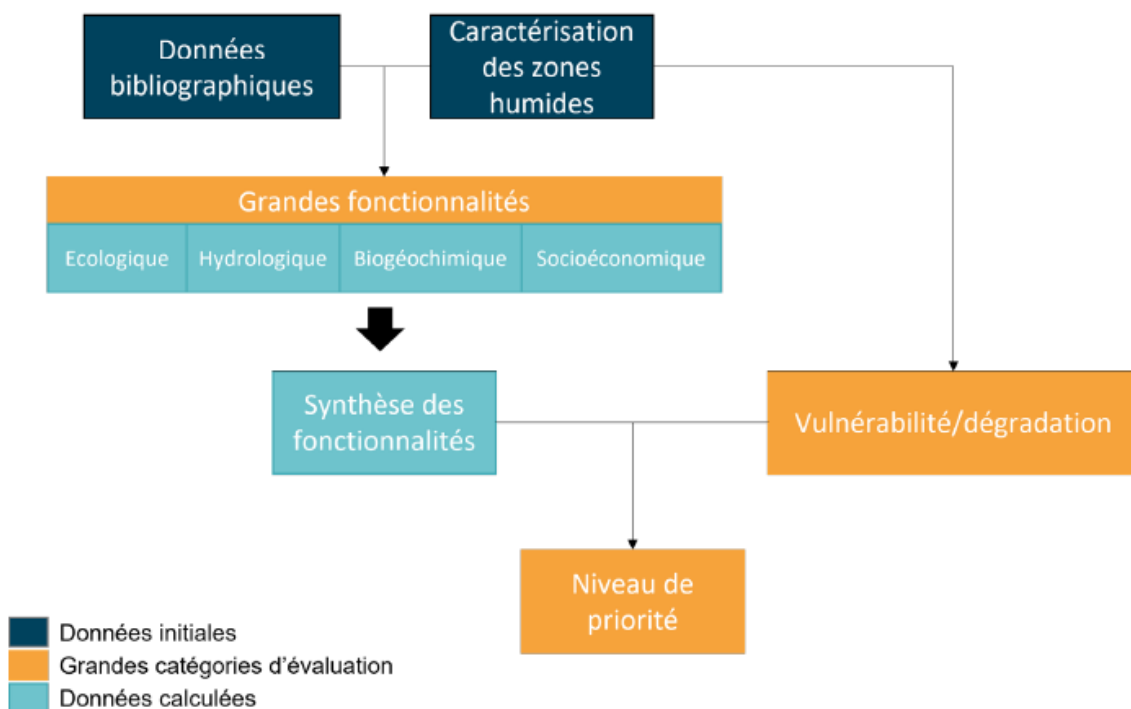 Données
bibliographiques
Caractérisation
des zones
humides
Grandes fonctionnalités
Ecologique
Hydrologique
Biogéochimique
Socioéconomique
Synthèse des
fonctionnalités
Vulnérabilité/dégradation
Niveau de
priorité
Données initiales
Grandes catégories d'évaluation
Données calculées